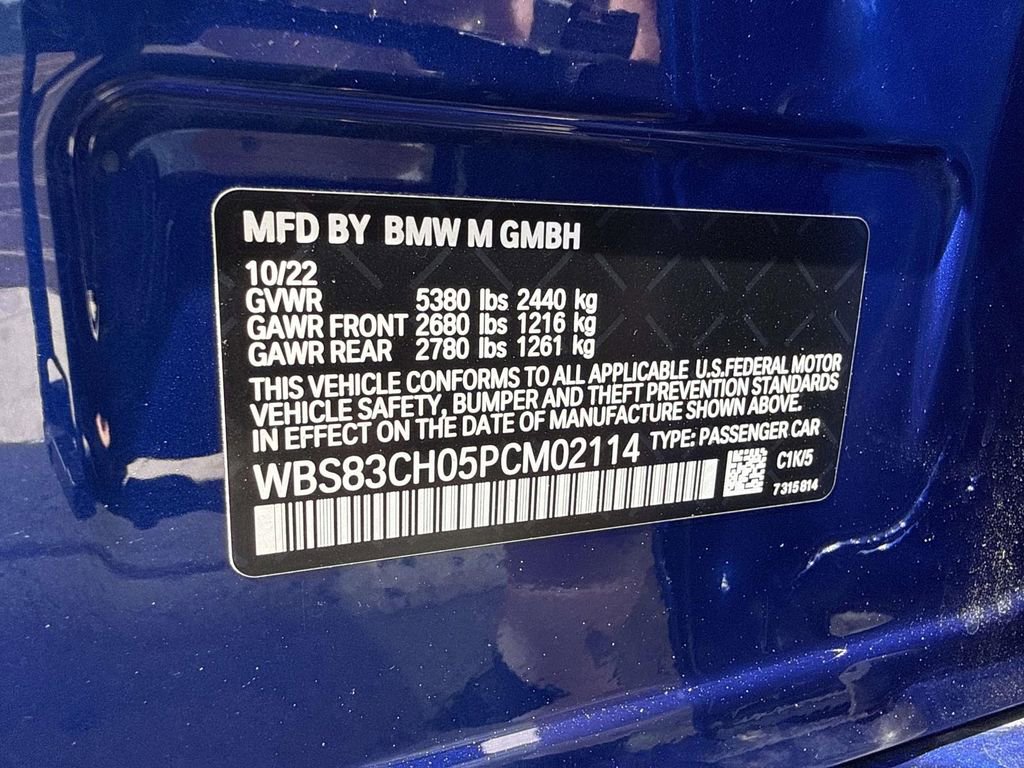 MFD BY BMW M GMBH
10/22
GVWR 5380 lbs 2440 kg
GAWR FRONT 2680 lbs 1216 kg
GAWR REAR 2780 lbs 1261 kg
THIS VEHICLE CONFORMS TO ALL APPLICABLE U.S.FEDERAL MOTOR
VEHICLE SAFETY, BUMPER AND THEFT PREVENTION STANDARDS
IN EFFECT ON THE DATE OF MANUFACTURE SHOWN ABOVE.
WBS83CH05PCM02114 TYPE: PASSENGER CAR
C1K/5
7315814